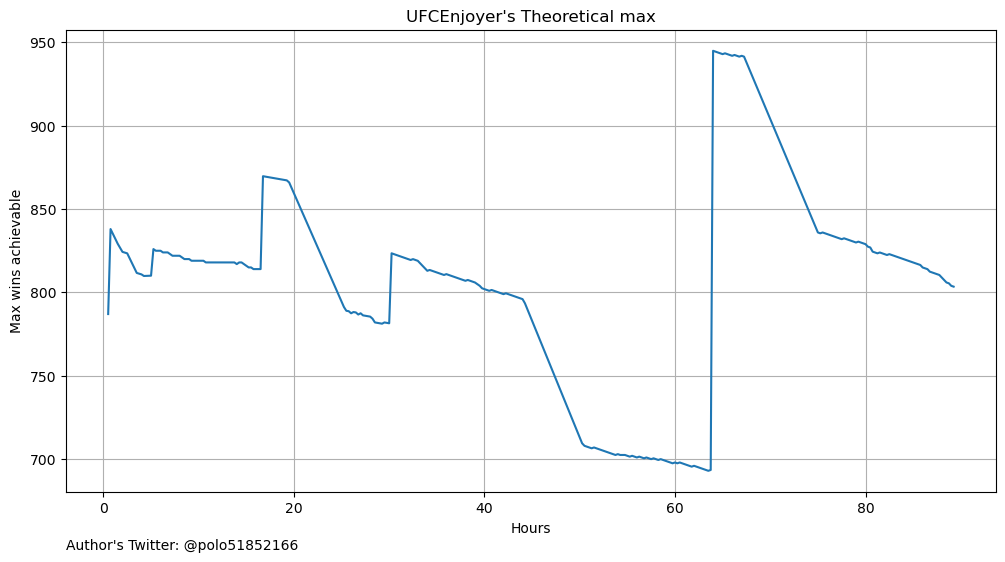 UFCEnjoyer's Theoretical max
950
900
850
800
750
700
Max wins achievable
0 20 40 60 80
Hours
Author's Twitter: @polo51852166